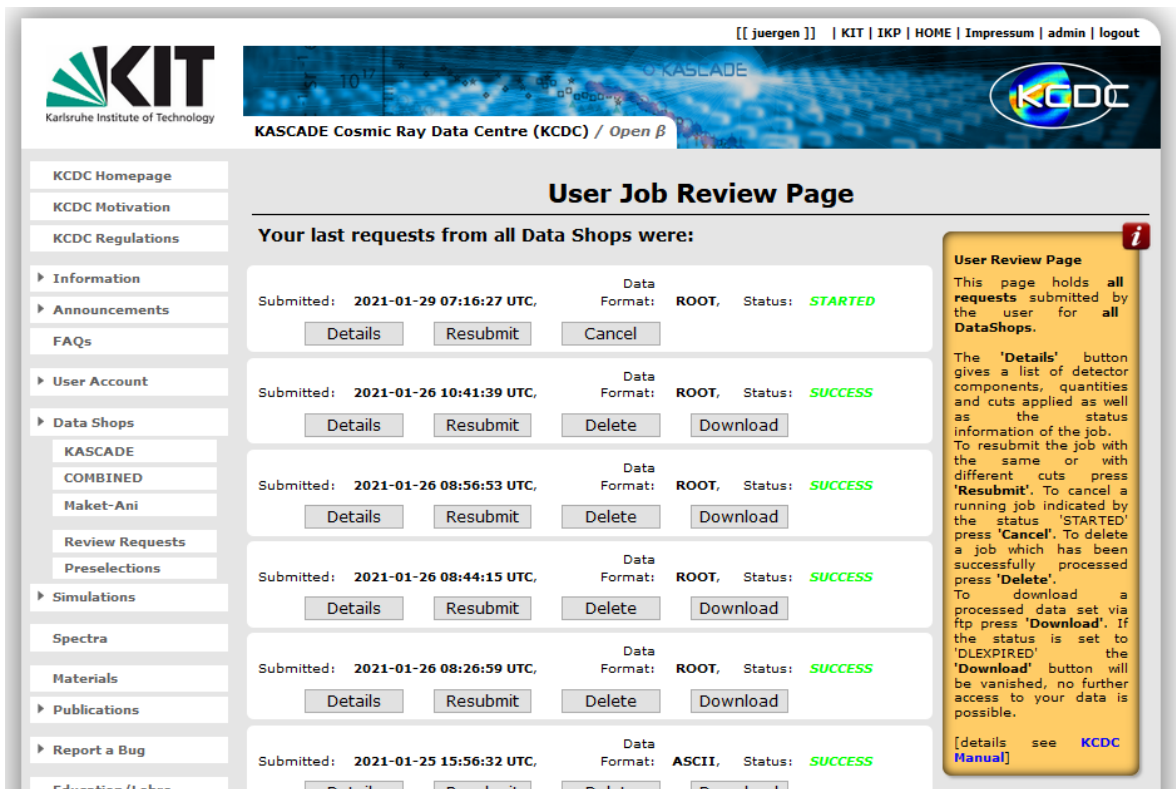 [[ juergen ]] | KIT | IKP | HOME | Impressum | admin | logout
KIT
Karlsruhe Institute of Technology
1017
KASCADE
KCDC
KASCADE Cosmic Ray Data Centre (KCDC) / Open β
KCDC Homepage
KCDC Motivation
KCDC Regulations
Information
Announcements
FAQs
User Account
Data Shops
KASCADE
COMBINED
Maket-Ani
Review Requests
Preselections
Simulations
Spectra
Materials
Publications
Report a Bug
User Job Review Page
Your last requests from all Data Shops were:
Data
Submitted: 2021-01-29 07:16:27 UTC, Format: ROOT, Status: STARTED
Details Resubmit Cancel
Data
Submitted: 2021-01-26 10:41:39 UTC, Format: ROOT, Status: SUCCESS
Details Resubmit Delete Download
Data
Submitted: 2021-01-26 08:56:53 UTC, Format: ROOT, Status: SUCCESS
Details Resubmit Delete Download
Data
Submitted: 2021-01-26 08:44:15 UTC, Format: ROOT, Status: SUCCESS
Details Resubmit Delete Download
Data
Submitted: 2021-01-26 08:26:59 UTC, Format: ROOT, Status: SUCCESS
Details Resubmit Delete Download
Data
Submitted: 2021-01-25 15:56:32 UTC, Format: ASCII, Status: SUCCESS
i
User Review Page
This page holds all
requests submitted by
the user for all
DataShops.
The 'Details' button
gives a list of detector
components, quantities
and cuts applied as well
as the status
information of the job.
To resubmit the job with
the same or with
different cuts press
'Resubmit'. To cancel a
running job indicated by
the status 'STARTED'
press 'Cancel'. To delete
a job which has been
successfully processed
press 'Delete'.
To download a
processed data set via
ftp press 'Download'. If
the status is set to
'DLEXPIRED' the
'Download' button will
be vanished, no further
access to your data is
possible.
[details see KCDC
Manual]